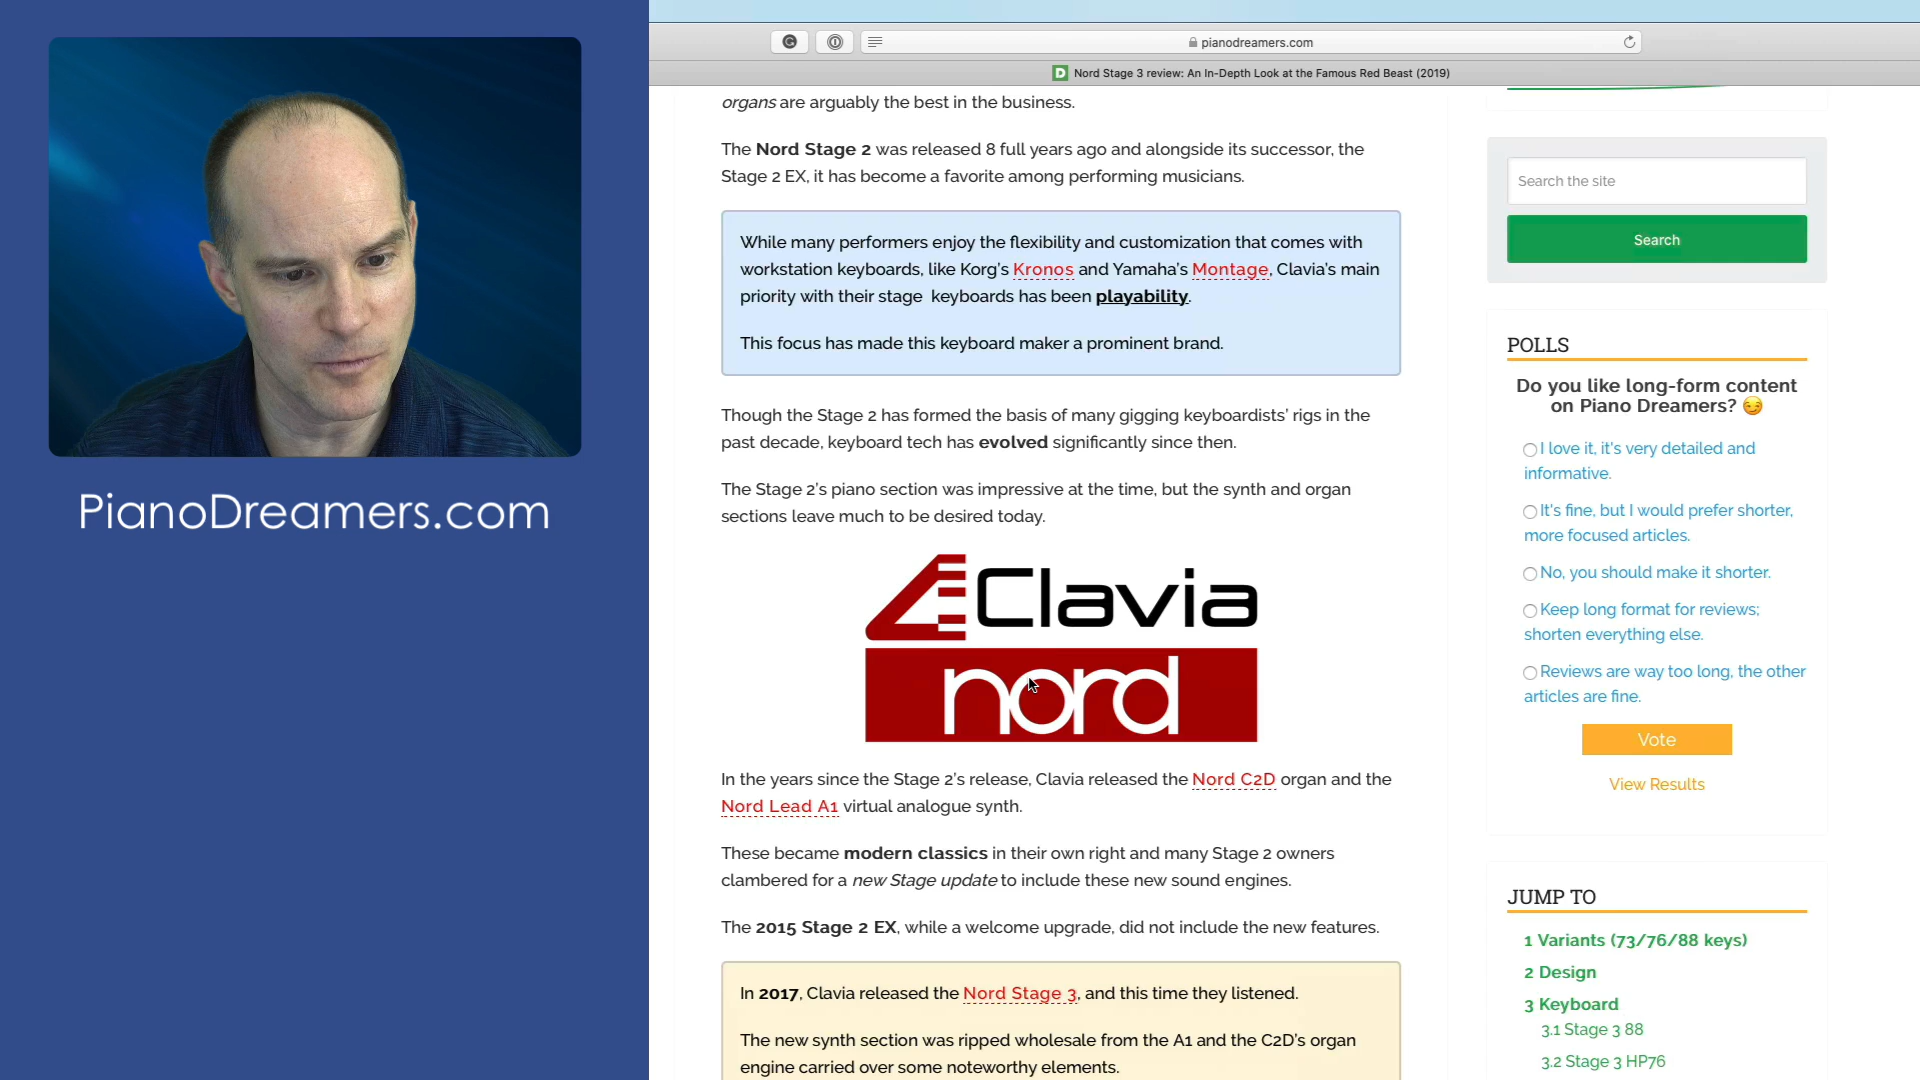 PianoDreamers.com
pianodreamers.com
D Nord Stage 3 review: An In-Depth Look at the Famous Red Beast (2019)
organs are arguably the best in the business.
The Nord Stage 2 was released 8 full years ago and alongside its successor, the
Stage 2 EX, it has become a favorite among performing musicians.
While many performers enjoy the flexibility and customization that comes with
workstation keyboards, like Korg's Kronos and Yamaha's Montage, Clavia's main
priority with their stage keyboards has been playability.
This focus has made this keyboard maker a prominent brand.
Though the Stage 2 has formed the basis of many gigging keyboardists' rigs in the
past decade, keyboard tech has evolved significantly since then.
The Stage 2's piano section was impressive at the time, but the synth and organ
sections leave much to be desired today.
Clavia
nord
In the years since the Stage 2's release, Clavia released the Nord C2D organ and the
Nord Lead A1 virtual analogue synth.
These became modern classics in their own right and many Stage 2 owners
clambered for a new Stage update to include these new sound engines.
The 2015 Stage 2 EX, while a welcome upgrade, did not include the new features.
In 2017, Clavia released the Nord Stage 3, and this time they listened.
The new synth section was ripped wholesale from the A1 and the C2D's organ
engine carried over some noteworthy elements.
Search the site
Search
POLLS
Do you like long-form content
on Piano Dreamers? 😏
I love it, it's very detailed and
informative.
It's fine, but I would prefer shorter,
more focused articles.
No, you should make it shorter.
Keep long format for reviews;
shorten everything else.
Reviews are way too long, the other
articles are fine.
Vote
View Results
JUMP TO
1 Variants (73/76/88 keys)
2 Design
3 Keyboard
3.1 Stage 3 88
3.2 Stage 3 HP76